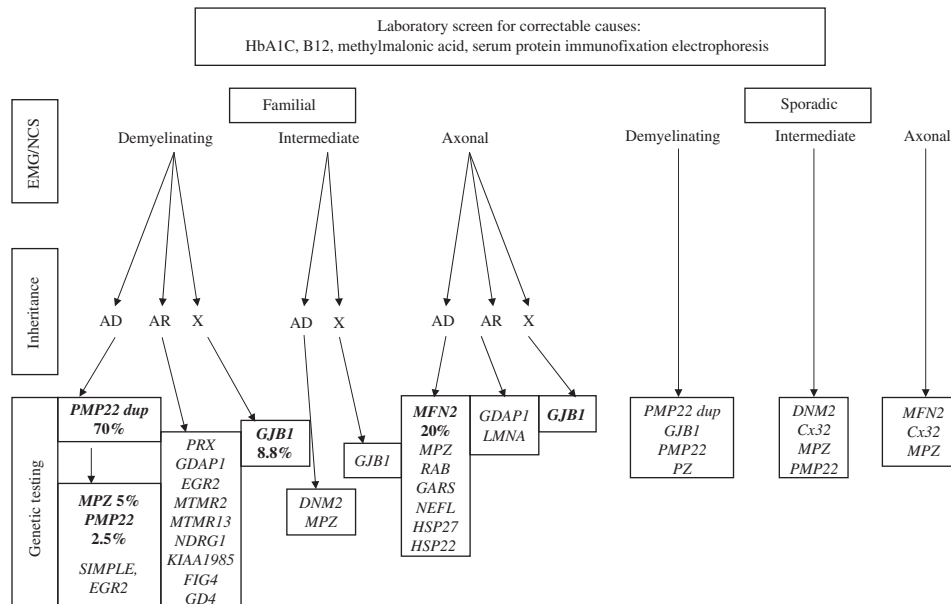 Laboratory screen for correctable causes:
HbA1C, B12, methylmalonic acid, serum protein immunofixation electrophoresis
EMG/NCS
Familial
Sporadic
Demyelinating
Intermediate
Axonal
Demyelinating
Intermediate
Axonal
Inheritance
AD
AR
X
AD
X
AD
AR
X
Genetic testing
PMP22 dup
70%
MPZ 5%
PMP22
2.5%
SIMPLE,
EGR2
PRX
GDAP1
EGR2
MTMR2
MTMR13
NDRG1
KIAA1985
FIG4
GD4
GJB1
8.8%
DNM2
MPZ
GJB1
MFN2
20%
MPZ
RAB
GARS
NEFL
HSP27
HSP22
GDAP1
LMNA
GJB1
PMP22 dup
GJB1
PMP22
PZ
DNM2
Cx32
MPZ
PMP22
MFN2
Cx32
MPZ